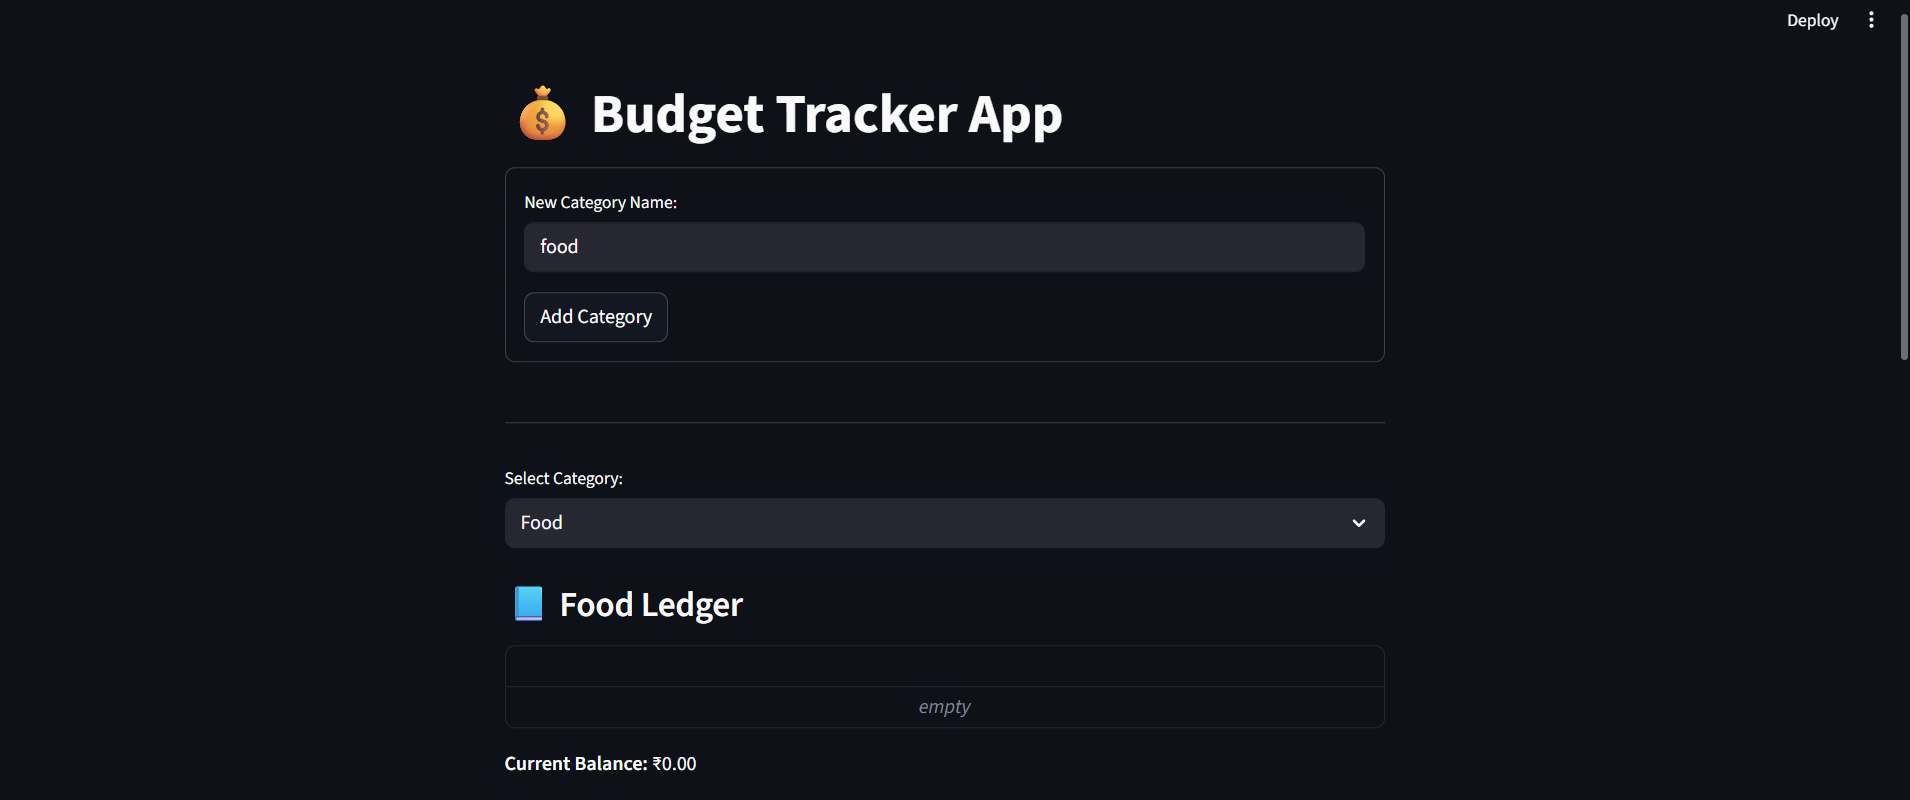 Deploy
Budget Tracker App
New Category Name:
food
Add Category
Select Category:
Food
Food Ledger
empty
Current Balance: ₹0.00